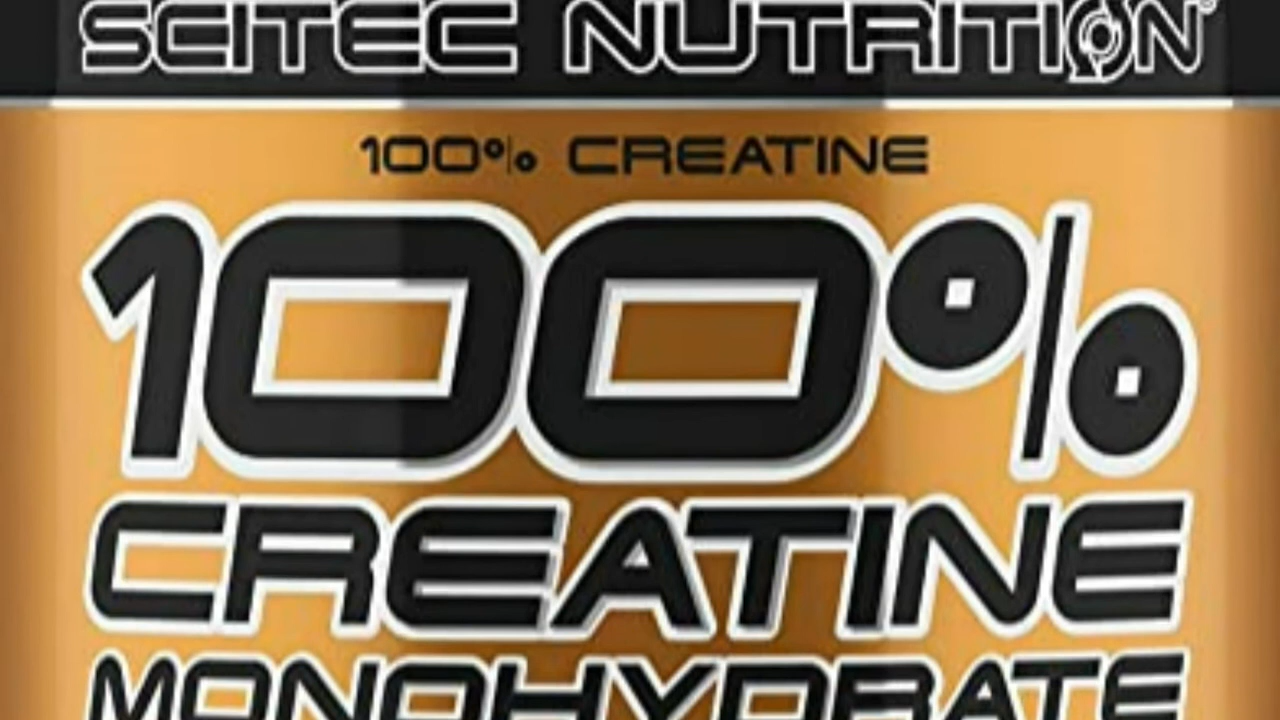 SCITEC NUTRITION®
100% CREATINE
100%
CREATINE
MONOHYDRATE